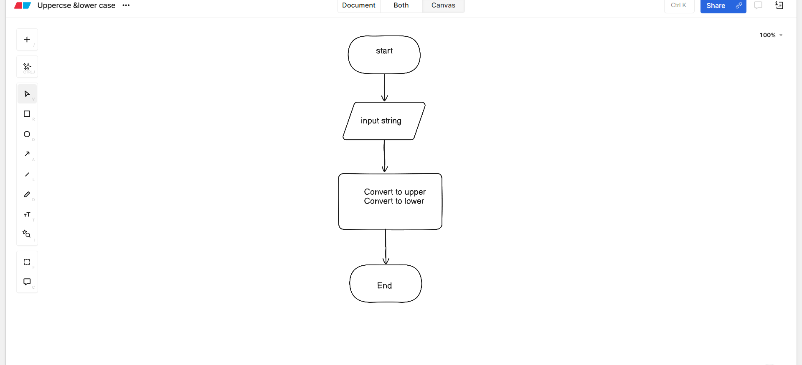 Uppercse &lower case ...
Document Both Canvas
Ctrl K
Share
100%
start
input string
Convert to upper
Convert to lower
End